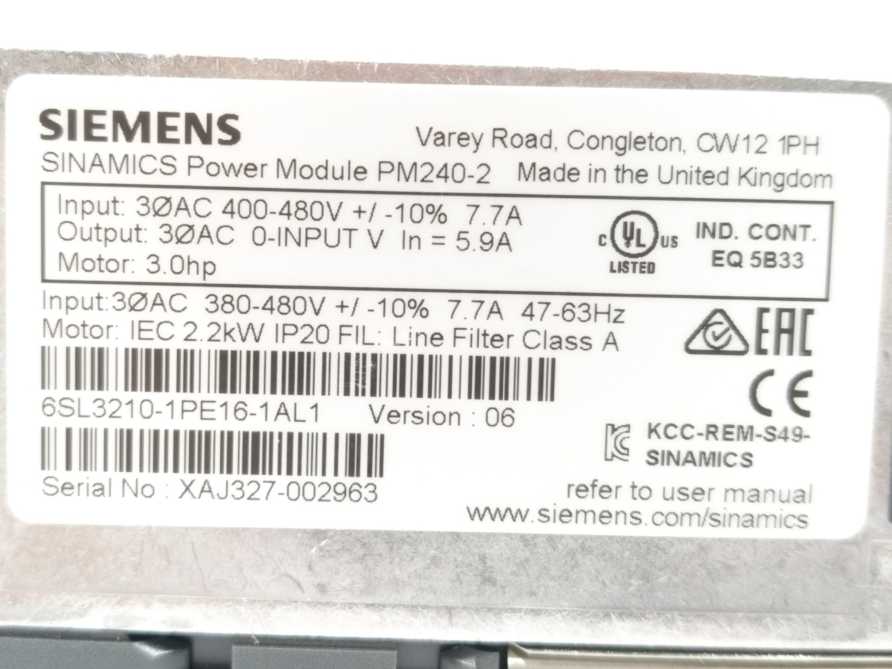 SIEMENS
Varey Road, Congleton, CW12 1PH
SINAMICS Power Module PM240-2 Made in the United Kingdom
Input: 3ØAC 400-480V +/-10% 7.7A
Output: 3ØAC 0-INPUT V In = 5.9A
Motor: 3.0hp
C UL US
LISTED
IND. CONT.
EQ 5B33
Input:3ØAC 380-480V +/-10% 7.7A 47-63Hz
Motor: IEC 2.2kW IP20 FIL: Line Filter Class A
EAC
CE
6SL3210-1PE16-1AL1 Version : 06
KC
KCC-REM-S49-
SINAMICS
Serial No : XAJ327-002963
refer to user manual
www.siemens.com/sinamics